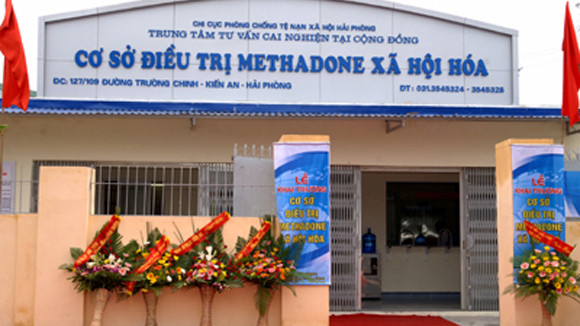 CHI CỤC PHÒNG CHỐNG TỆ NẠN XÃ HỘI HẢI PHÒNG
TRUNG TÂM TƯ VẤN CAI NGHIỆN TẠI CỘNG ĐỒNG
CƠ SỞ ĐIỀU TRỊ METHADONE XÃ HỘI HÓA
ĐC: 127/109 ĐƯỜNG TRƯỜNG CHINH - KIẾN AN - HẢI PHÒNG
ĐT: 031.3545324 - 3545328
LỄ
KHAI TRƯƠNG
CƠ SỞ
ĐIỀU TRỊ
METHADONE
XÃ HỘI HÓA
LỄ
KHAI TRƯƠNG
CƠ SỞ
ĐIỀU TRỊ
METHADONE